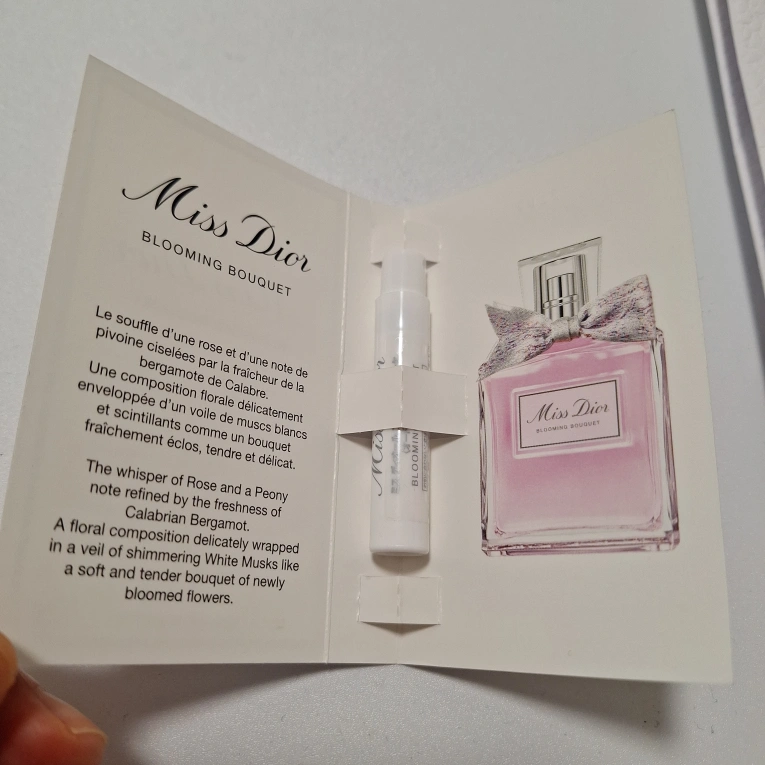 Miss Dior
BLOOMING BOUQUET
Le souffle d'une rose et d'une note de
pivoine ciselées par la fraîcheur de la
bergamote de Calabre.
Une composition florale délicatement
enveloppée d'un voile de muscs blancs
et scintillants comme un bouquet
fraîchement éclos, tendre et délicat.
The whisper of Rose and a Peony
note refined by the freshness of
Calabrian Bergamot.
A floral composition delicately wrapped
in a veil of shimmering White Musks like
a soft and tender bouquet of newly
bloomed flowers.
Mis
BLOOMIN
Miss Dior
BLOOMING BOUQUET